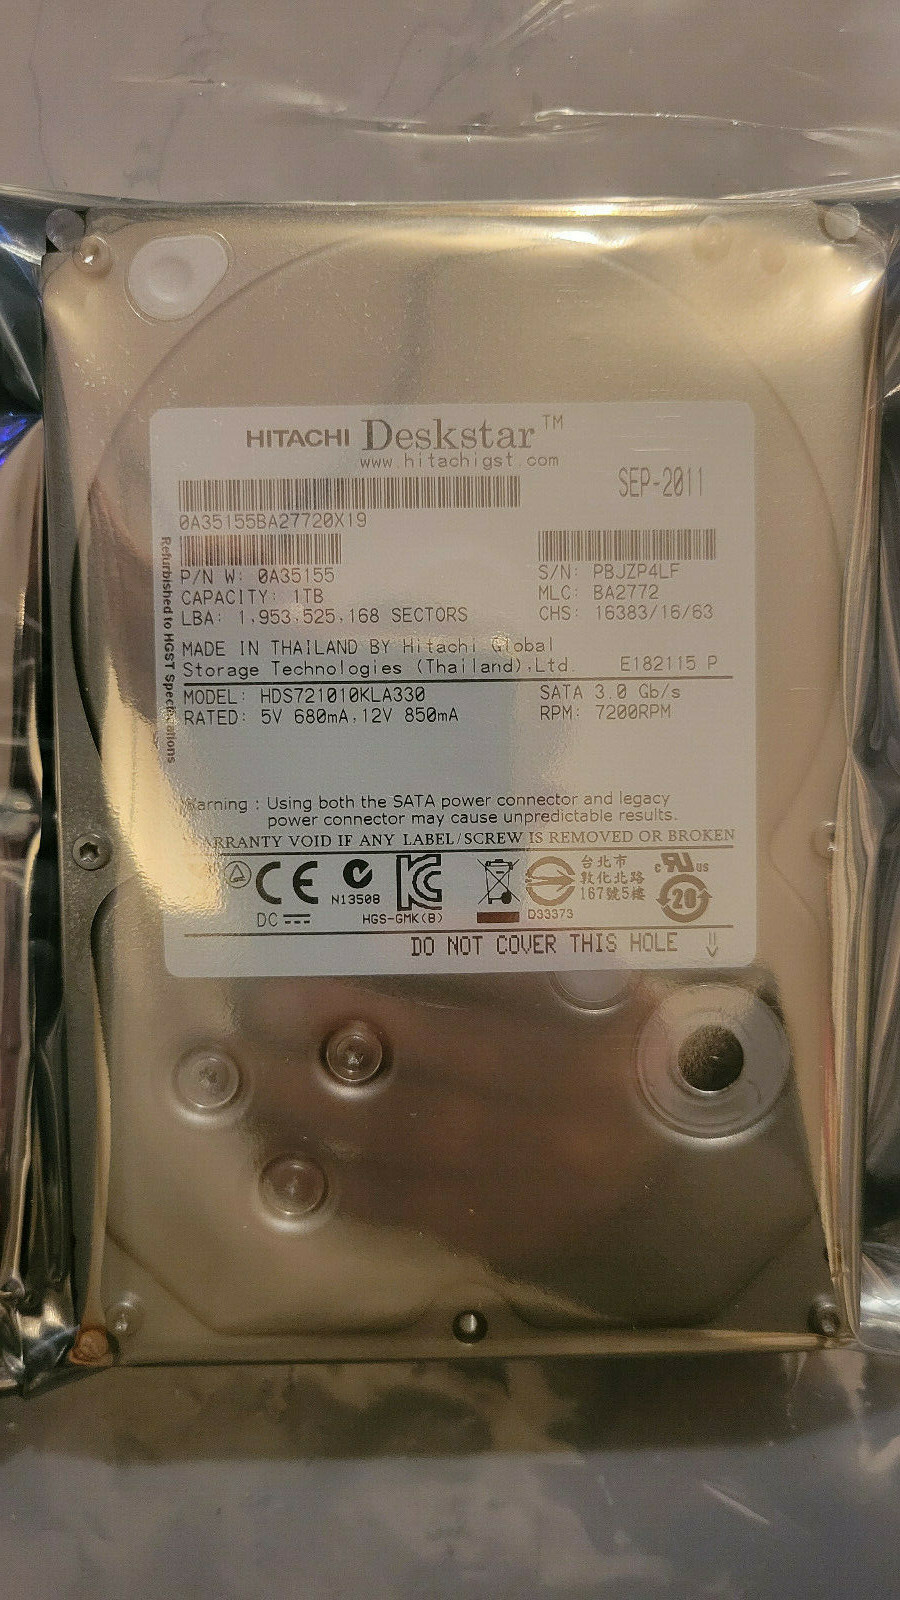 HITACHI Deskstar™
www.hitachigst.com
SEP-2011
0A35155BA27720X19
P/N W: 0A35155
CAPACITY: 1TB
LBA: 1,953,525,168 SECTORS
S/N: PBJZP4LF
MLC: BA2772
CHS: 16383/16/63
Refurbished to HGST Specifications
MADE IN THAILAND BY Hitachi Global
Storage Technologies (Thailand),Ltd. E182115 P
MODEL: HDS721010KLA330 SATA 3.0 Gb/s
RATED: 5V 680mA,12V 850mA RPM: 7200RPM
Warning : Using both the SATA power connector and legacy
power connector may cause unpredictable results.
WARRANTY VOID IF ANY LABEL/SCREW IS REMOVED OR BROKEN
CE
N13508
DC
HGS-GMK(B)
D33373
台北市
敦化北路
167號5樓
c UR US
20
DO NOT COVER THIS HOLE ⇓